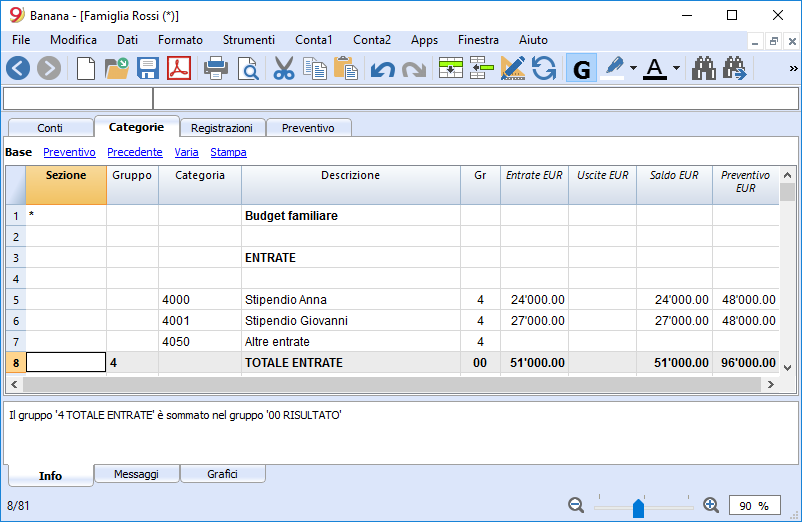 Banana - [Famiglia Rossi (*)]
File Modifica Dati Formato Strumenti Conta1 Conta2 Apps Finestra Aiuto
G A »
Conti Categorie Registrazioni Preventivo
Base Preventivo Precedente Varia Stampa
Sezione Gruppo Categoria Descrizione Gr Entrate EUR Uscite EUR Saldo EUR Preventivo
EUR
1 * Budget familiare
2
3 ENTRATE
4
5 4000 Stipendio Anna 4 24'000.00 24'000.00 48'000.00
6 4001 Stipendio Giovanni 4 27'000.00 27'000.00 48'000.00
7 4050 Altre entrate 4
8 4 TOTALE ENTRATE 00 51'000.00 51'000.00 96'000.00
Il gruppo '4 TOTALE ENTRATE' è sommato nel gruppo '00 RISULTATO'
Info Messaggi Grafici
8/81 90 %